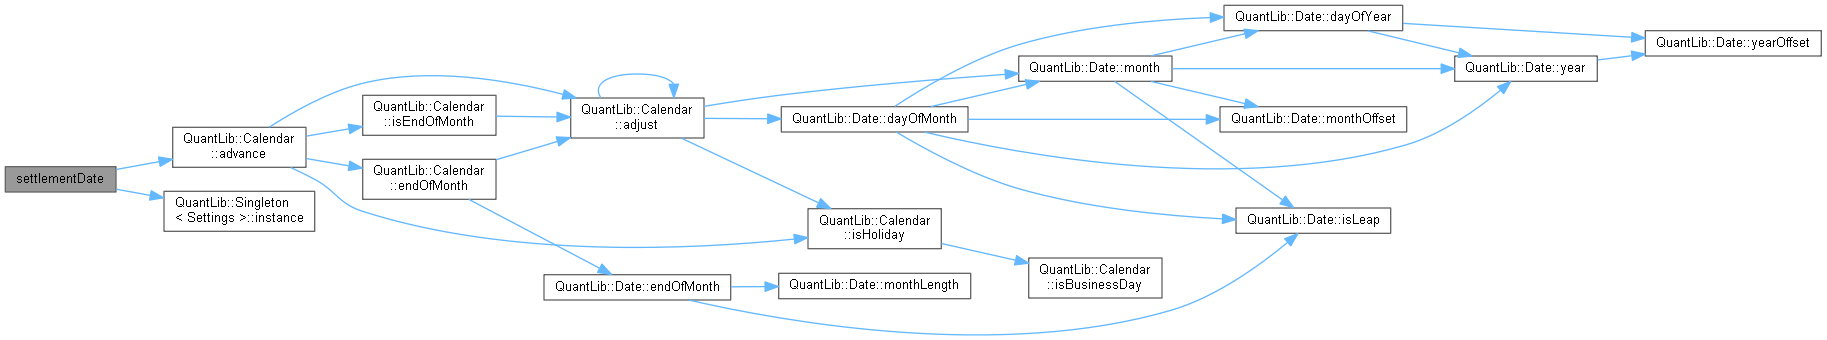 settlementDate
QuantLib::Calendar
::advance
QuantLib::Singleton
< Settings >::instance
QuantLib::Calendar
::isEndOfMonth
QuantLib::Calendar
::endOfMonth
QuantLib::Calendar
::adjust
QuantLib::Date::endOfMonth
QuantLib::Date::dayOfMonth
QuantLib::Calendar
::isHoliday
QuantLib::Date::monthLength
QuantLib::Date::month
QuantLib::Calendar
::isBusinessDay
QuantLib::Date::dayOfYear
QuantLib::Date::monthOffset
QuantLib::Date::isLeap
QuantLib::Date::year
QuantLib::Date::yearOffset